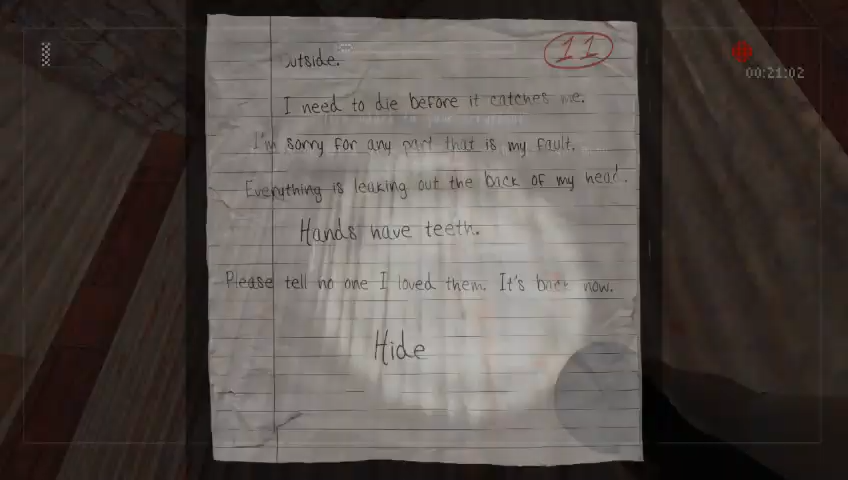 11
00:21:02
outside.
I need to die before it catches me.
I'm sorry for any part that is my fault.
Everything is leaking out the back of my head.
Hands have teeth.
Please tell no one I loved them. It's back now.
Hide